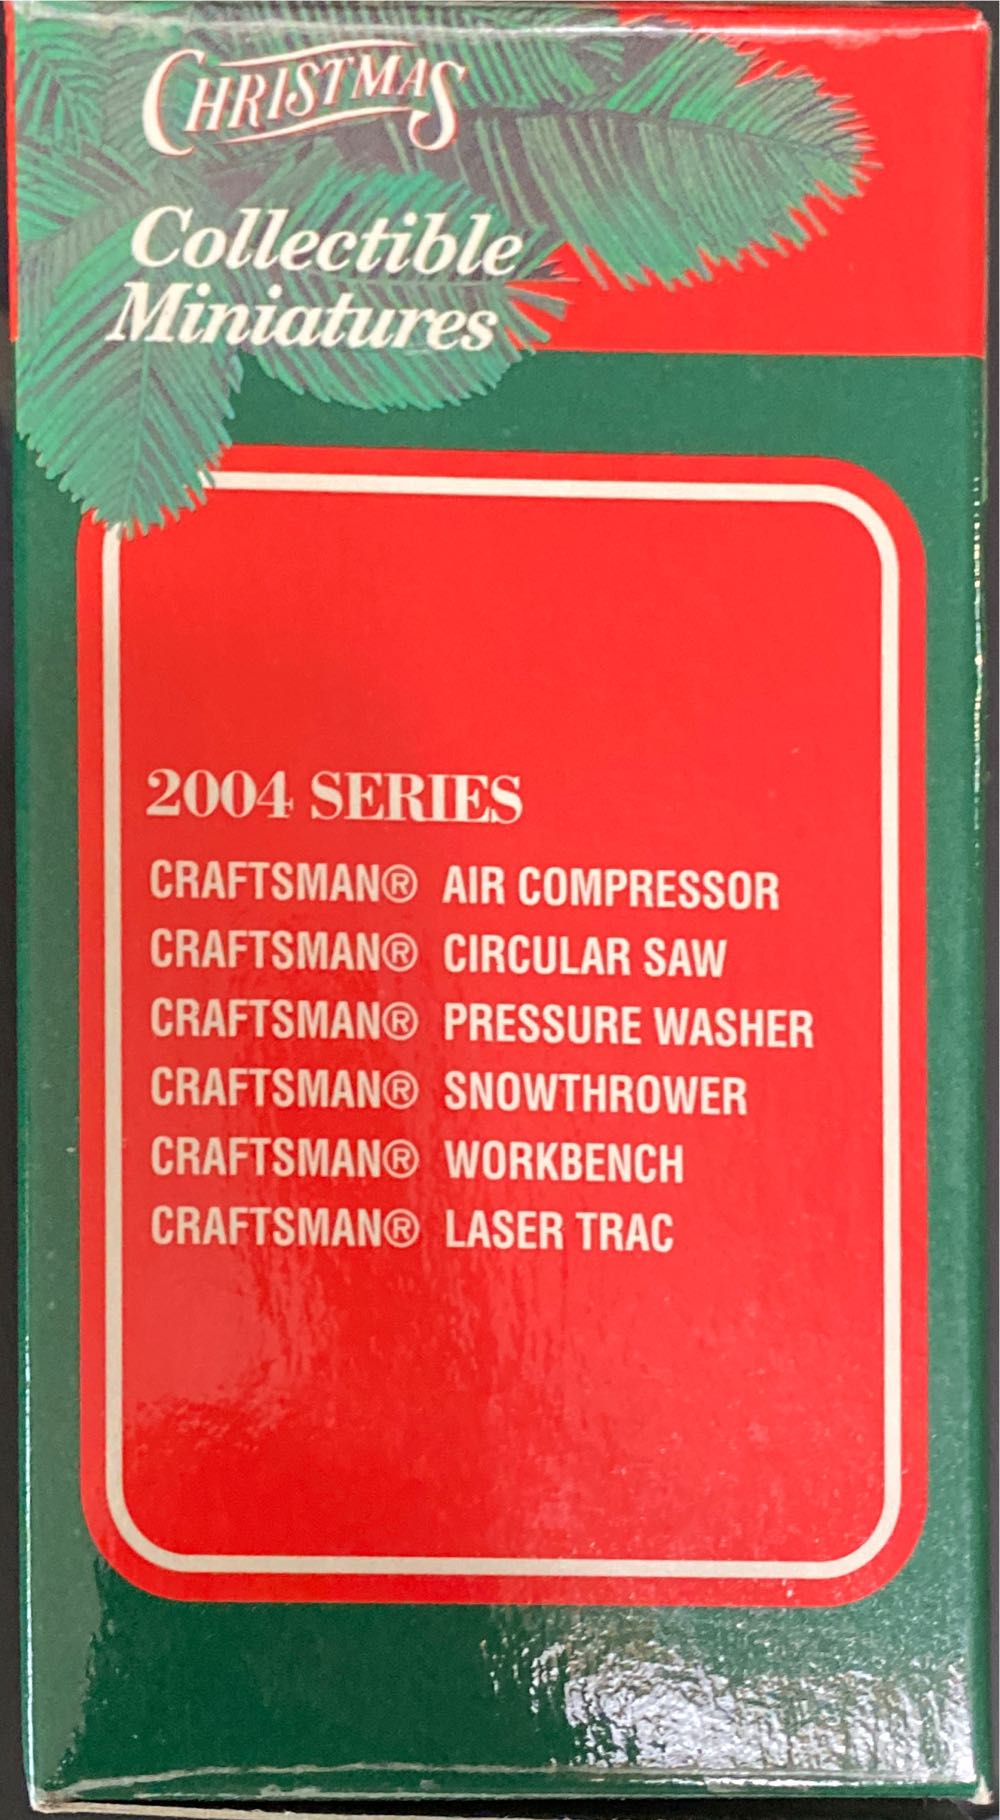 CHRISTMAS
Collectible
Miniatures
2004 SERIES
CRAFTSMAN® AIR COMPRESSOR
CRAFTSMAN® CIRCULAR SAW
CRAFTSMAN® PRESSURE WASHER
CRAFTSMAN® SNOWTHROWER
CRAFTSMAN® WORKBENCH
CRAFTSMAN® LASER TRAC